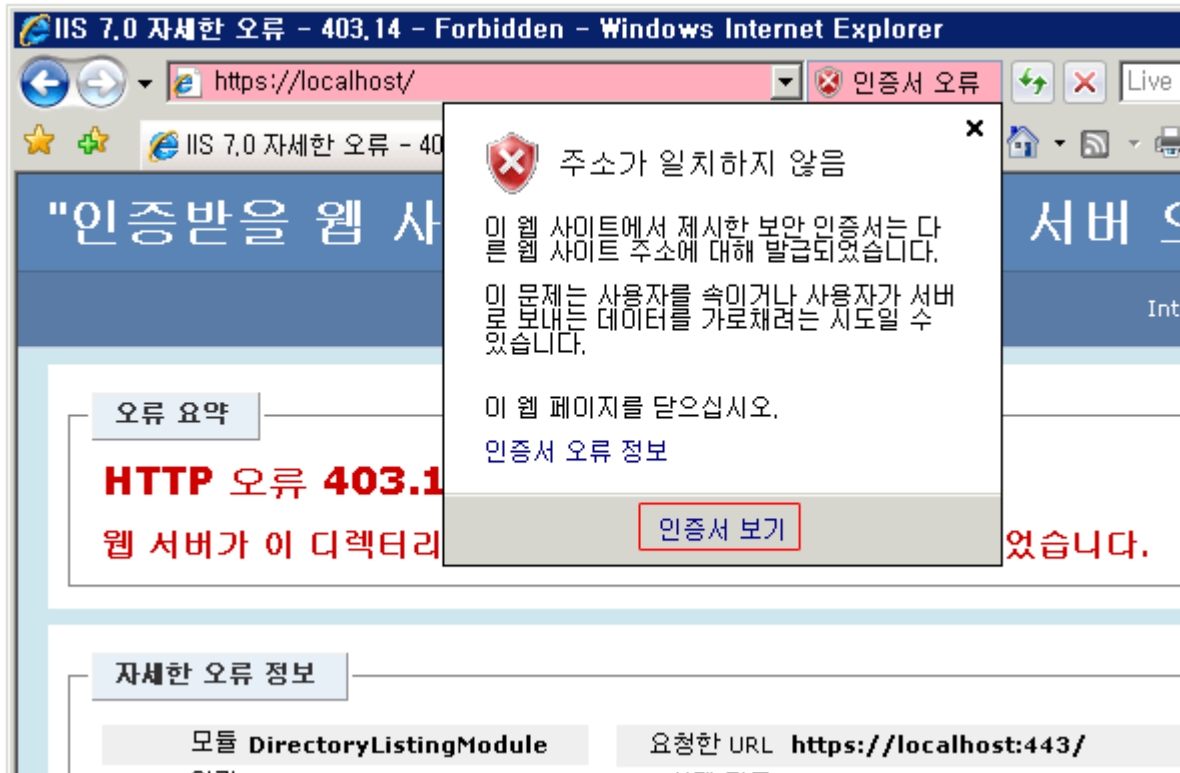 IIS 7.0 자세한 오류 - 403.14 - Forbidden - Windows Internet Explorer
https://localhost/ 인증서 오류 Live
IIS 7.0 자세한 오류 - 40
주소가 일치하지 않음
이 웹 사이트에서 제시한 보안 인증서는 다
른 웹 사이트 주소에 대해 발급되었습니다.
이 문제는 사용자를 속이거나 사용자가 서버
로 보내는 데이터를 가로채려는 시도일 수
있습니다.
이 웹 페이지를 닫으십시오.
인증서 오류 정보
인증서 보기
"인증받을 웹 사 서버
Int
오류 요약
HTTP 오류 403.1
웹 서버가 이 디렉터리 었습니다.
자세한 오류 정보
모듈 DirectoryListingModule 요청한 URL https://localhost:443/